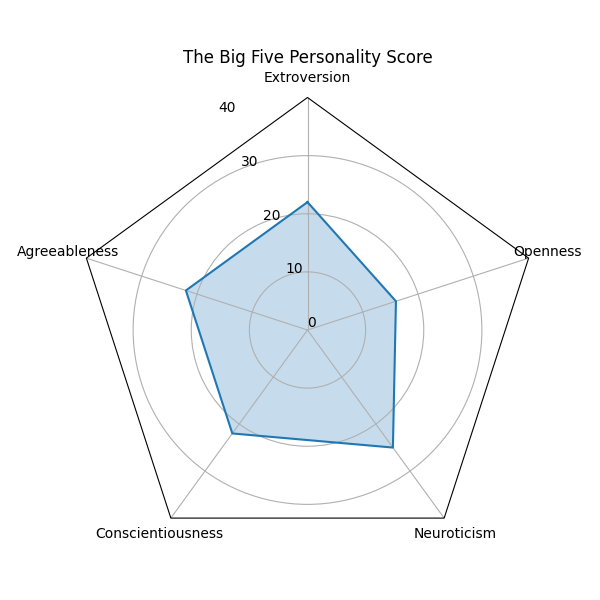 The Big Five Personality Score
Extroversion
40
30
20
Agreeableness
Openness
10
0
Conscientiousness
Neuroticism